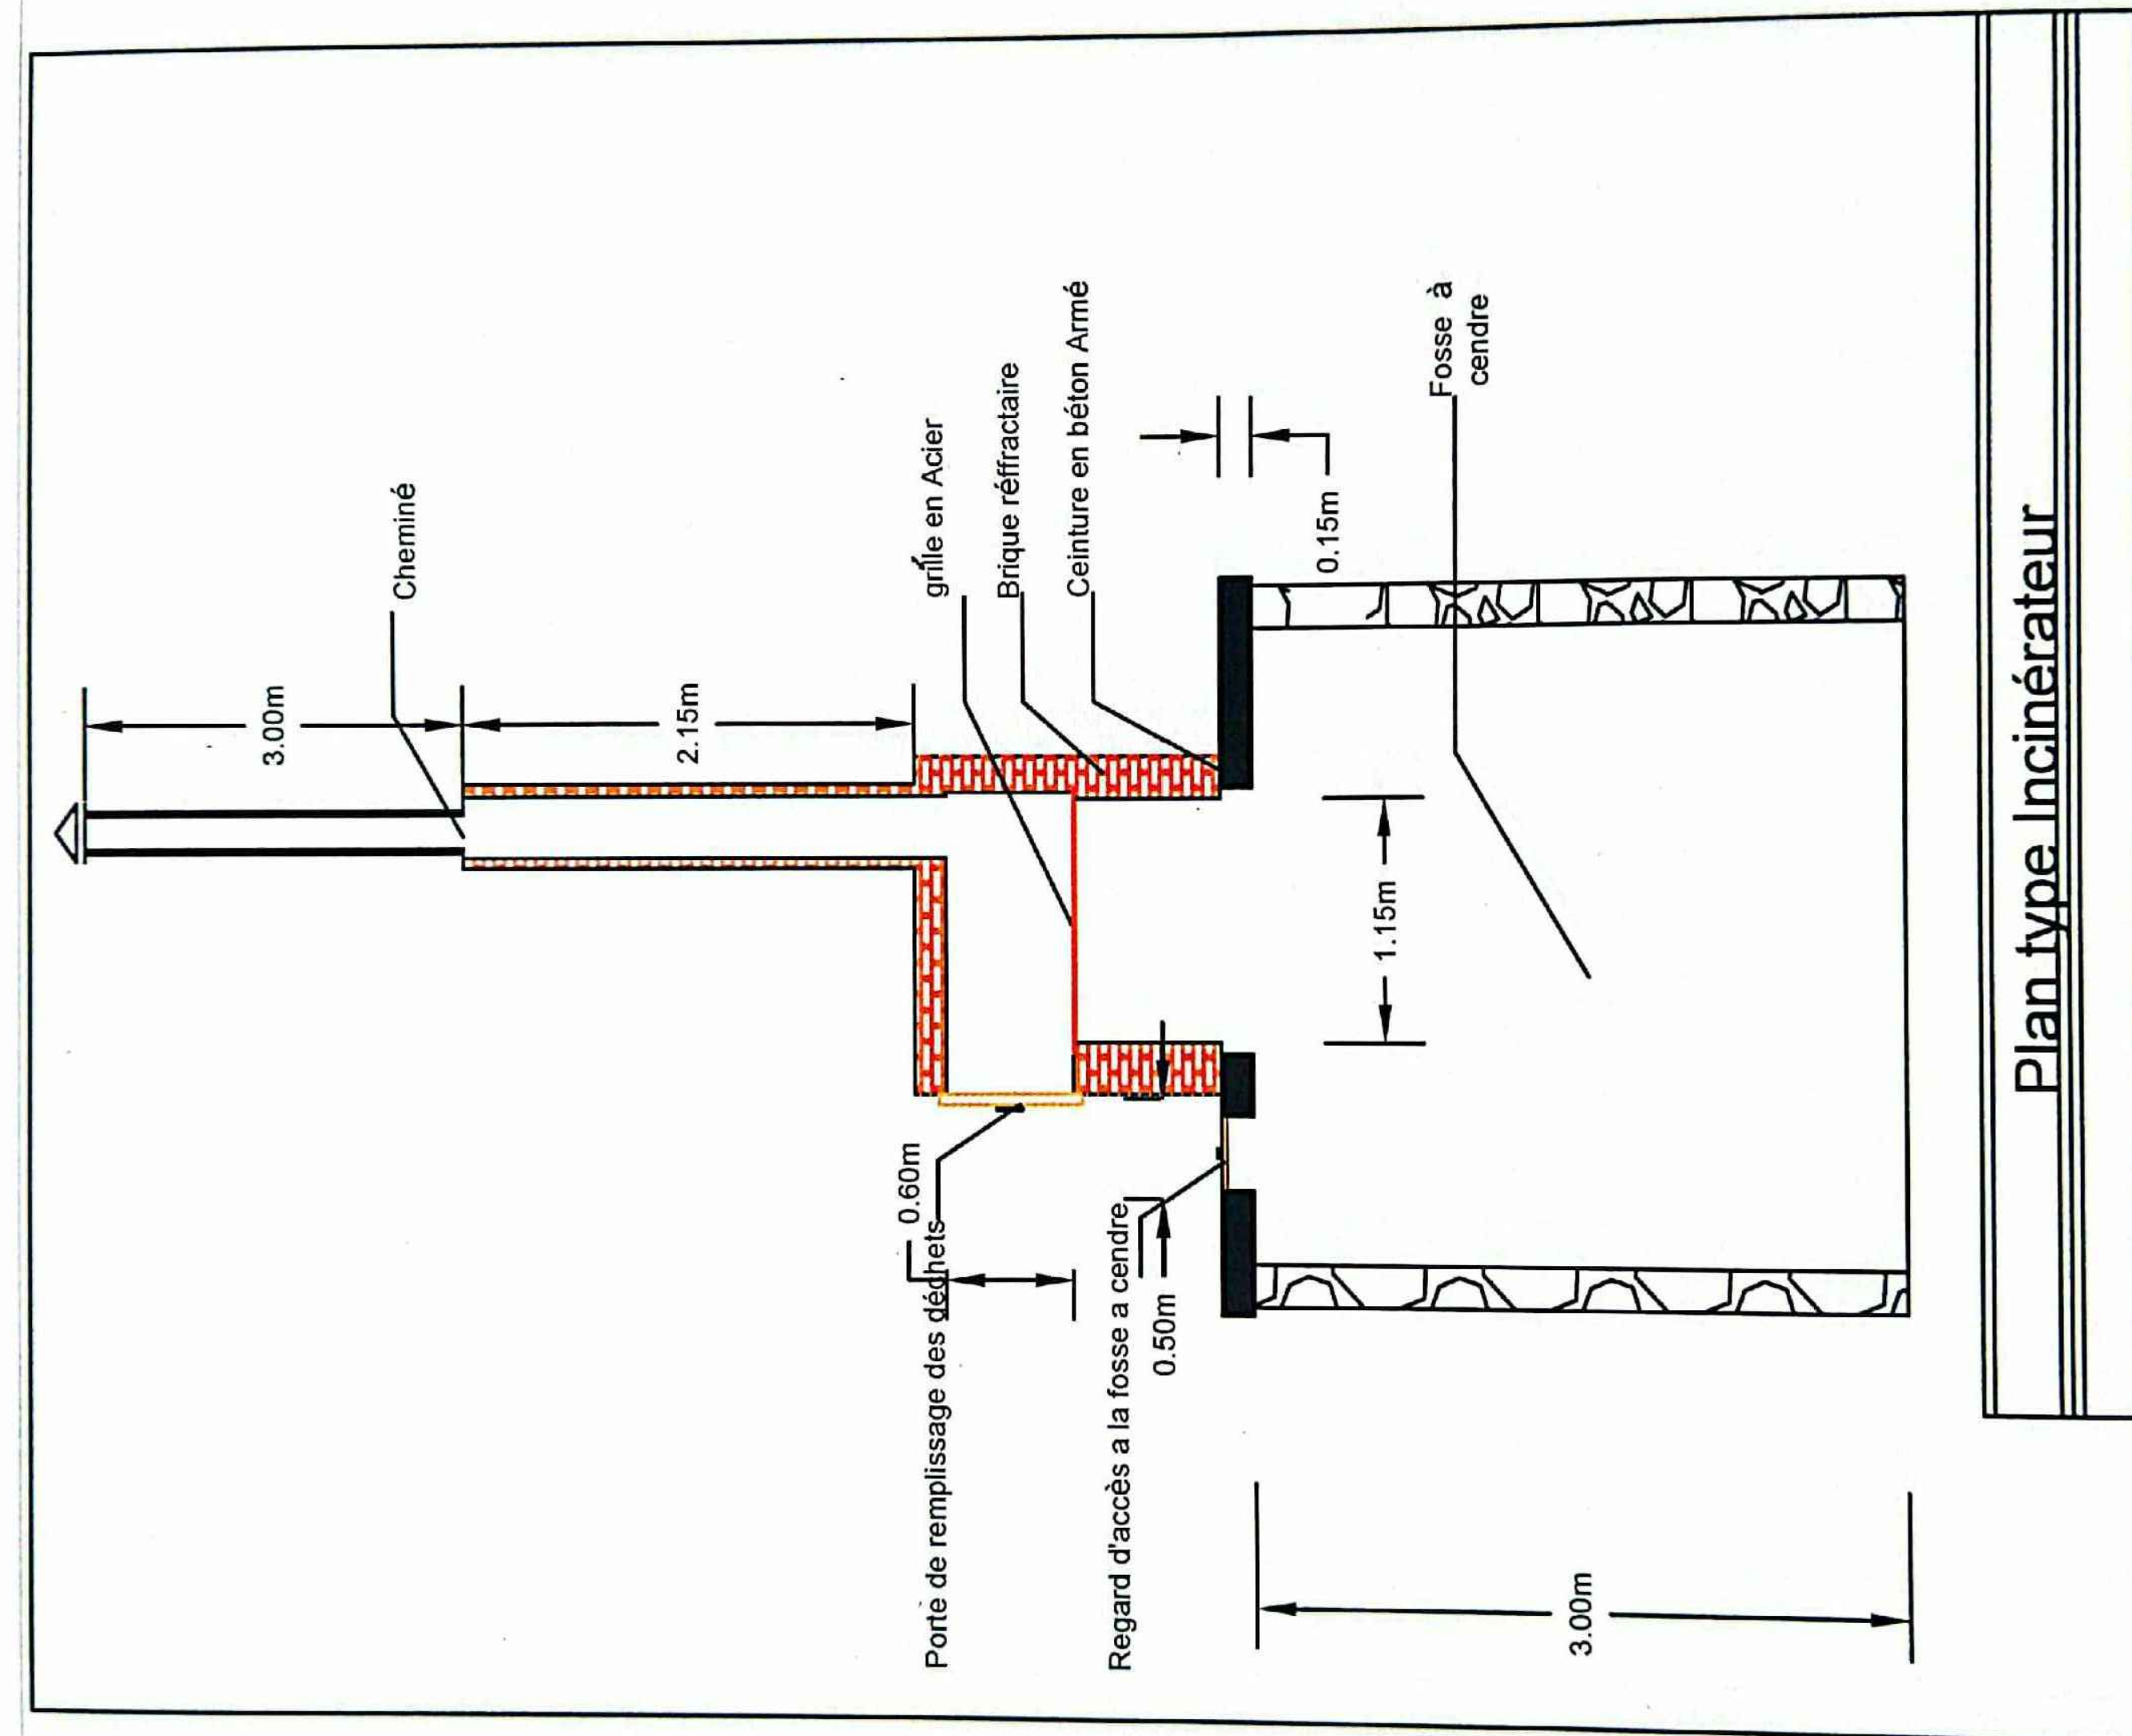 3.00m
Cheminé
2.15m
grille en Acier
Brique réffractaire
Ceinture en béton Armé
0.60m
Porte de remplissage des déchets
Regard d'accès a la fosse a cendre
0.50m
0.15m
1.15m
Fosse à
cendre
3.00m
Plan type Incinérateur